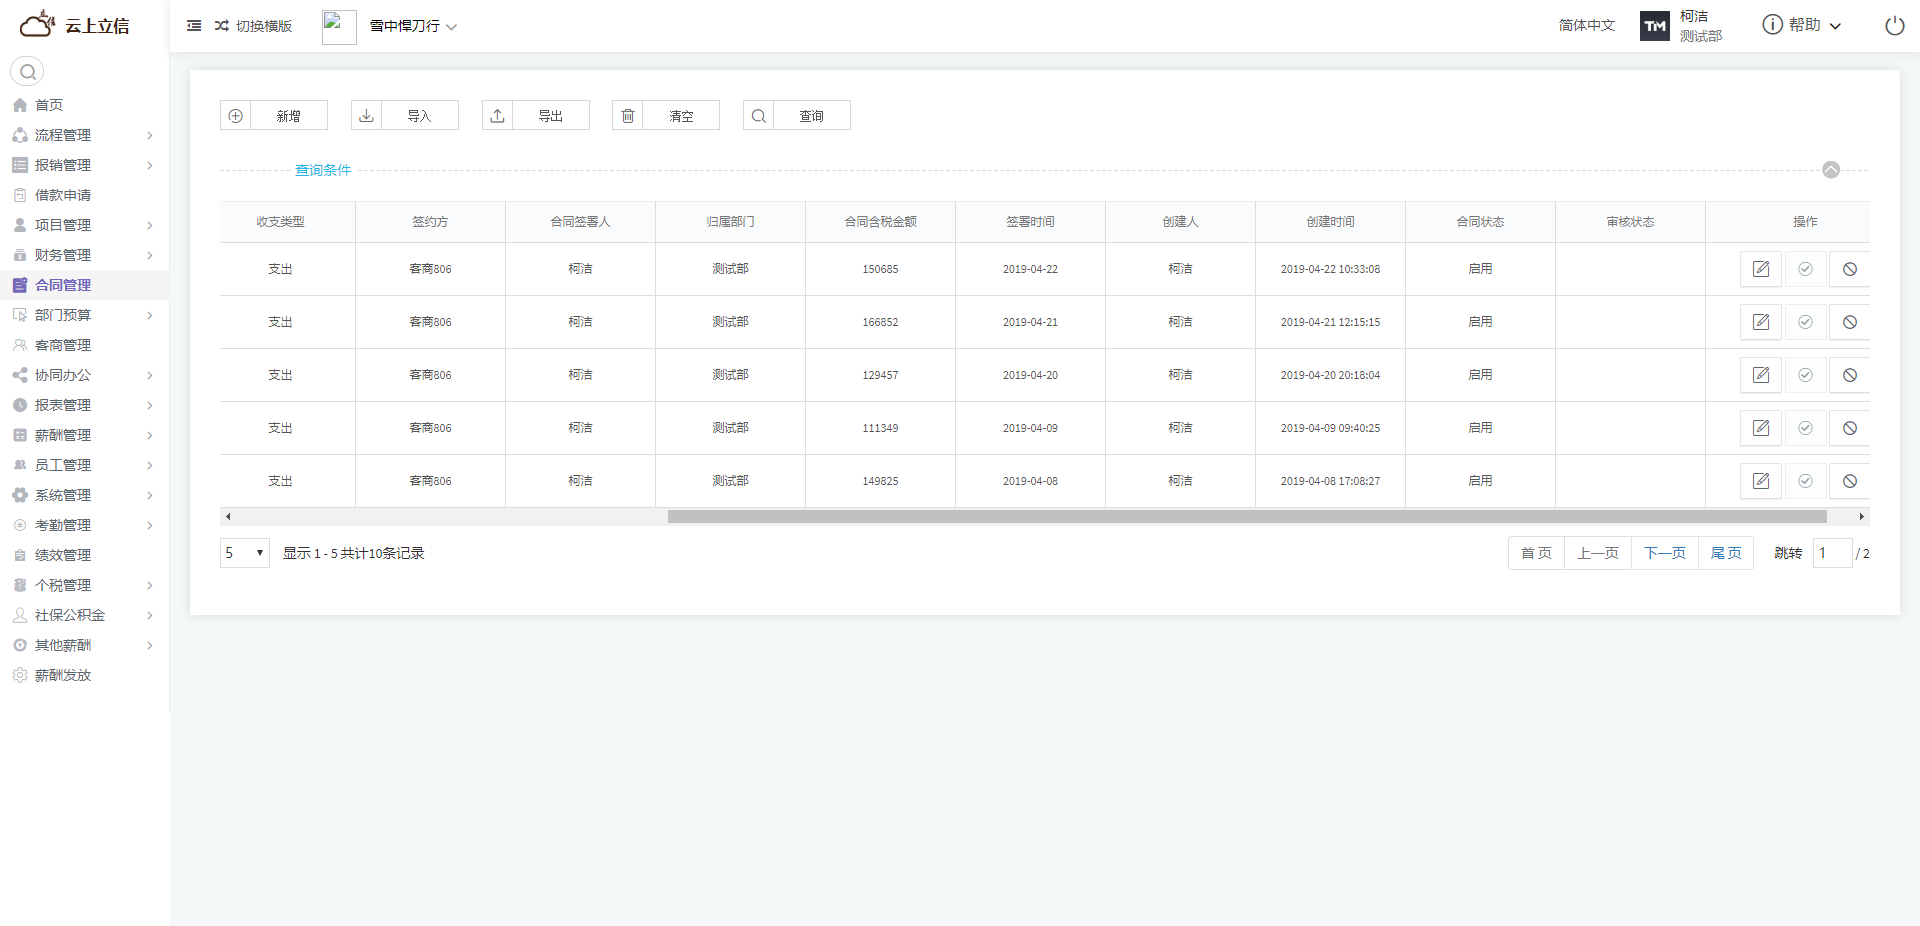 云上立信
切换横版
雪中悍刀行
简体中文
TM
柯洁
测试部
帮助
首页
流程管理
报销管理
借款申请
项目管理
财务管理
合同管理
部门预算
客商管理
协同办公
报表管理
薪酬管理
员工管理
系统管理
考勤管理
绩效管理
个税管理
社保公积金
其他薪酬
薪酬发放
新增
导入
导出
清空
查询
查询条件
收支类型 签约方 合同签署人 归属部门 合同含税金额 签署时间 创建人 创建时间 合同状态 审核状态 操作
支出 客商806 柯洁 测试部 150685 2019-04-22 柯洁 2019-04-22 10:33:08 启用
支出 客商806 柯洁 测试部 166852 2019-04-21 柯洁 2019-04-21 12:15:15 启用
支出 客商806 柯洁 测试部 129457 2019-04-20 柯洁 2019-04-20 20:18:04 启用
支出 客商806 柯洁 测试部 111349 2019-04-09 柯洁 2019-04-09 09:40:25 启用
支出 客商806 柯洁 测试部 149825 2019-04-08 柯洁 2019-04-08 17:08:27 启用
5 显示 1 - 5 共计10条记录
首 页 上一页 下一页 尾 页 跳转 1 / 2